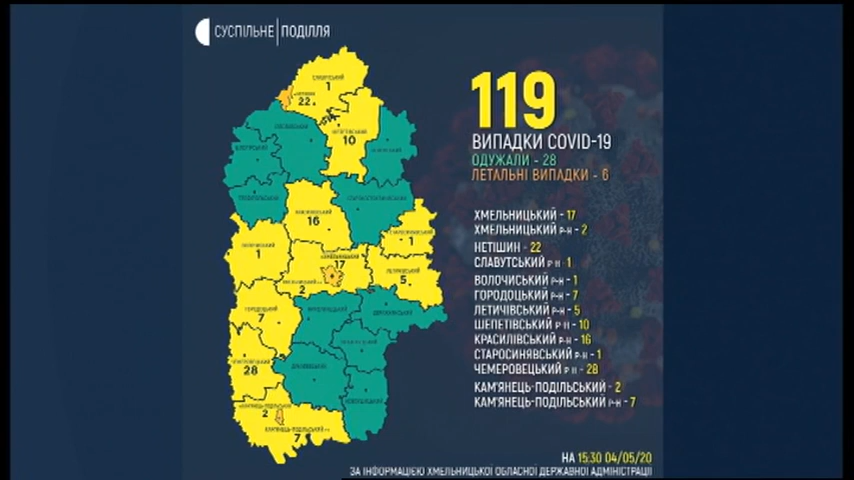 СУСПІЛЬНЕ|ПОДІЛЛЯ
119
ВИПАДКИ COVID-19
ОДУЖАЛИ - 28
ЛЕТАЛЬНІ ВИПАДКИ - 6
ХМЕЛЬНИЦЬКИЙ - 17
ХМЕЛЬНИЦЬКИЙ Р-Н - 2
НЕТІШИН - 22
СЛАВУТСЬКИЙ Р-Н - 1
ВОЛОЧИСЬКИЙ Р-Н - 1
ГОРОДОЦЬКИЙ Р-Н - 7
ЛЕТИЧІВСЬКИЙ Р-Н - 5
ШЕПЕТІВСЬКИЙ Р-Н - 10
КРАСИЛІВСЬКИЙ Р-Н - 16
СТАРОСИНЯВСЬКИЙ Р-Н - 1
ЧЕМЕРОВЕЦЬКИЙ Р-Н - 28
КАМ'ЯНЕЦЬ-ПОДІЛЬСЬКИЙ - 2
КАМ'ЯНЕЦЬ-ПОДІЛЬСЬКИЙ Р-Н - 7
1
22
10
16
1
1
17
2
5
ГОРОДОЦЬКИЙ
7
28
2
7
НА 15:30 04/05/20
ЗА ІНФОРМАЦІЄЮ ХМЕЛЬНИЦЬКОЇ ОБЛАСНОЇ ДЕРЖАВНОЇ АДМІНІСТРАЦІЇ